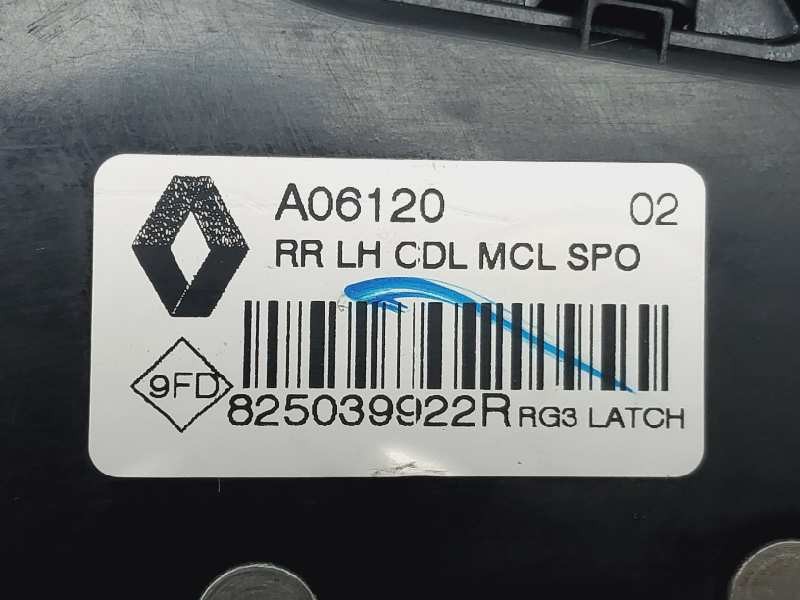 A06120 02
RR LH CDL MCL SPO
9FD
825039922R RG3 LATCH